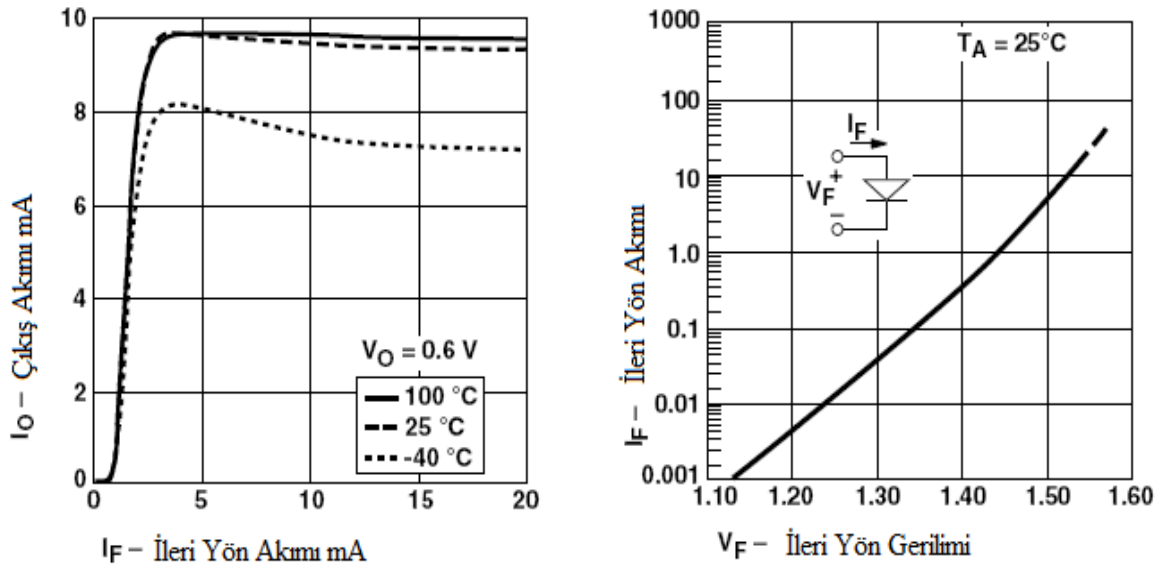 10
8
6
4
2
0
0 5 10 15 20
I_O – Çıkış Akımı mA
V_O = 0.6 V
100 °C
25 °C
-40 °C
I_F – İleri Yön Akımı mA
1000
100
10
1.0
0.1
0.01
0.001
1.10 1.20 1.30 1.40 1.50 1.60
I_F – İleri Yön Akımı
T_A = 25°C
I_F
+
V_F
–
V_F – İleri Yön Gerilimi